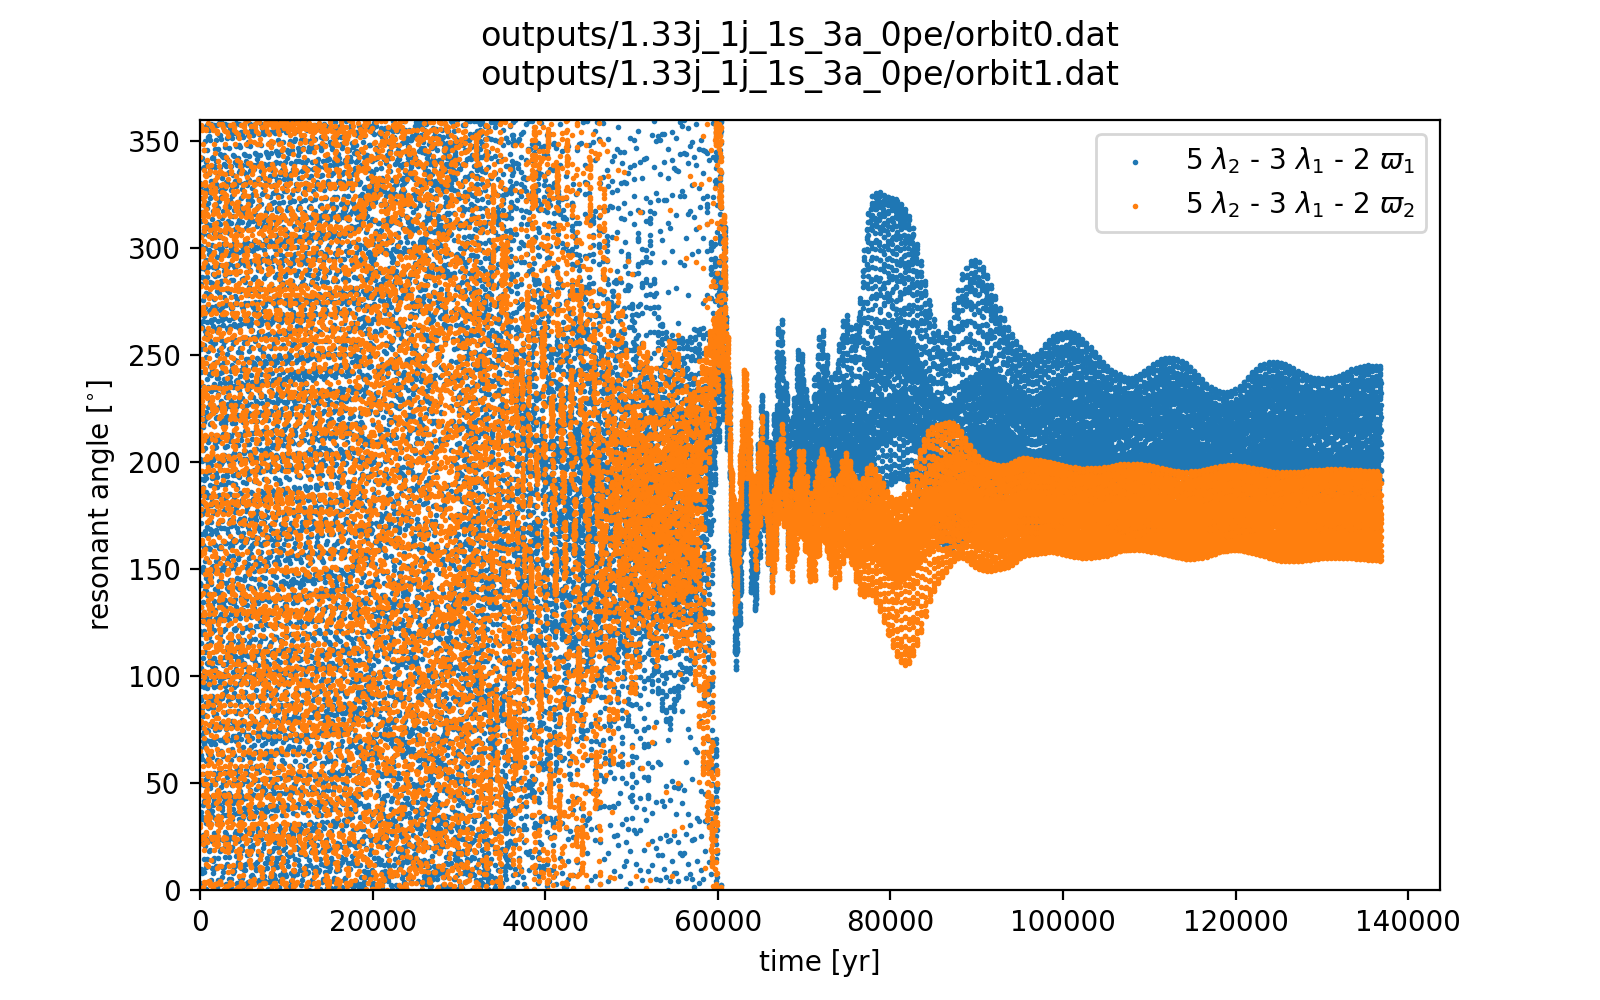 outputs/1.33j_1j_1s_3a_0pe/orbit0.dat
outputs/1.33j_1j_1s_3a_0pe/orbit1.dat
5 λ₂ - 3 λ₁ - 2 ϖ₁
5 λ₂ - 3 λ₁ - 2 ϖ₂
resonant angle [°]
350
300
250
200
150
100
50
0
0 20000 40000 60000 80000 100000 120000 140000
time [yr]